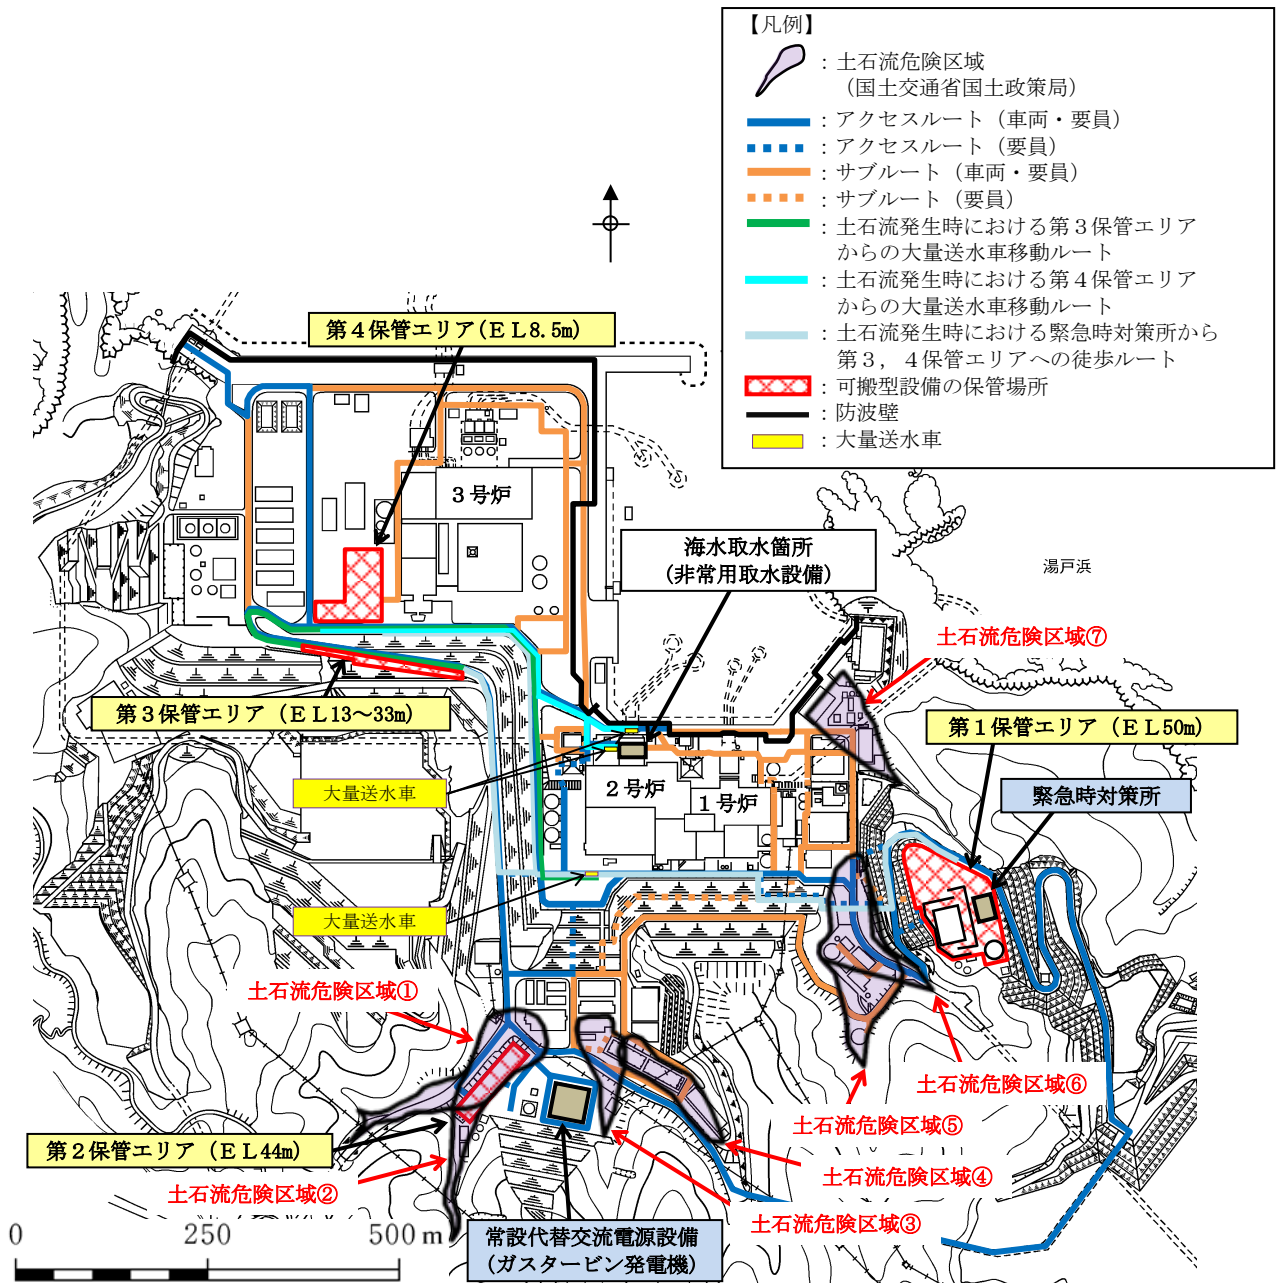 【凡例】
：土石流危険区域
（国土交通省国土政策局）
：アクセスルート（車両・要員）
：アクセスルート（要員）
：サブルート（車両・要員）
：サブルート（要員）
：土石流発生時における第３保管エリア
からの大量送水車移動ルート
：土石流発生時における第４保管エリア
からの大量送水車移動ルート
：土石流発生時における緊急時対策所から
第３，４保管エリアへの徒歩ルート
：可搬型設備の保管場所
：防波壁
：大量送水車
第４保管エリア(ＥＬ8.5m)
３号炉
海水取水箇所
(非常用取水設備)
湯戸浜
土石流危険区域⑦
第３保管エリア（ＥＬ13～33m)
第１保管エリア（ＥＬ50m)
大量送水車
２号炉
１号炉
緊急時対策所
大量送水車
土石流危険区域①
土石流危険区域⑥
土石流危険区域⑤
第２保管エリア（ＥＬ44m)
土石流危険区域④
土石流危険区域②
土石流危険区域③
常設代替交流電源設備
(ガスタービン発電機)
0 250 500 m